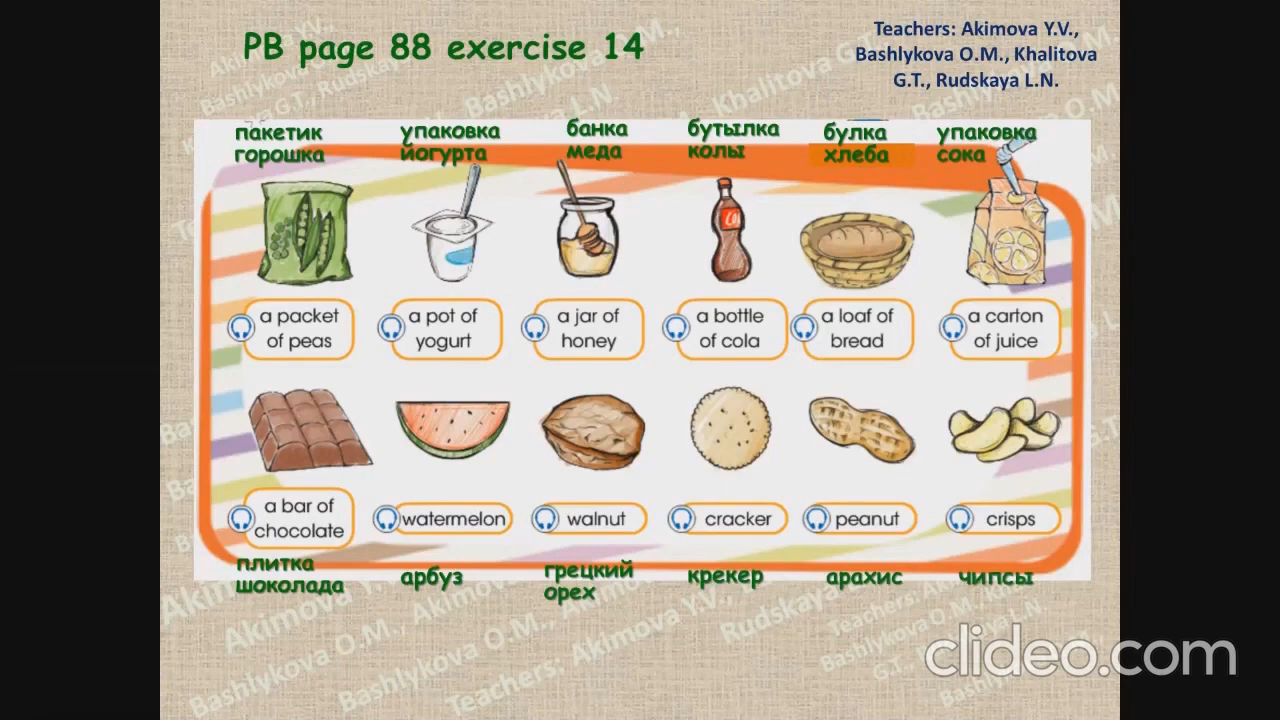 PB page 88 exercise 14
Teachers: Akimova Y.V.,
Bashlykova O.M., Khalitova
G.T., Rudskaya L.N.
пакетик
горошка
упаковка
йогурта
банка
меда
бутылка
колы
булка
хлеба
упаковка
сока
a packet
of peas
a pot of
yogurt
a jar of
honey
a bottle
of cola
a loaf of
bread
a carton
of juice
a bar of
chocolate
watermelon
walnut
cracker
peanut
crisps
плитка
шоколада
арбуз
грецкий
орех
крекер
арахис
чипсы
clideo.com